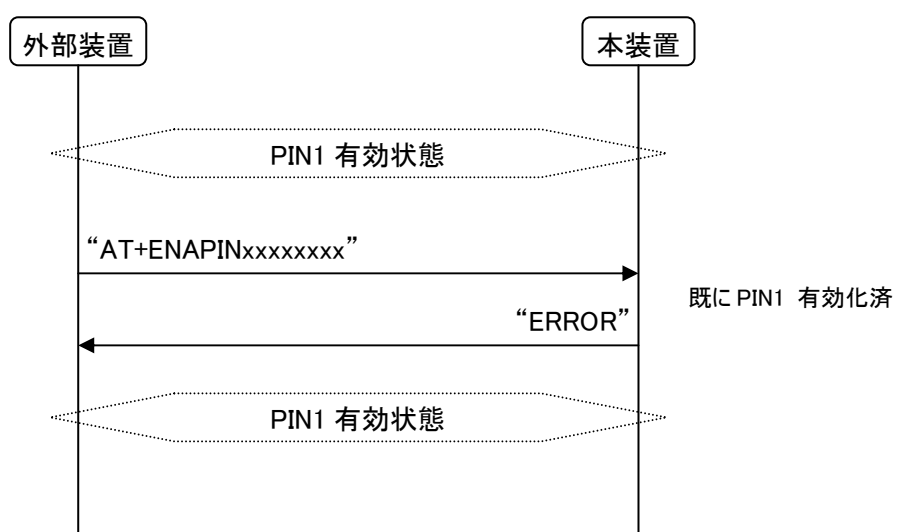 外部装置
本装置
PIN1 有効状態
“AT+ENAPINxxxxxxxx”
既に PIN1 有効化済
“ERROR”
PIN1 有効状態